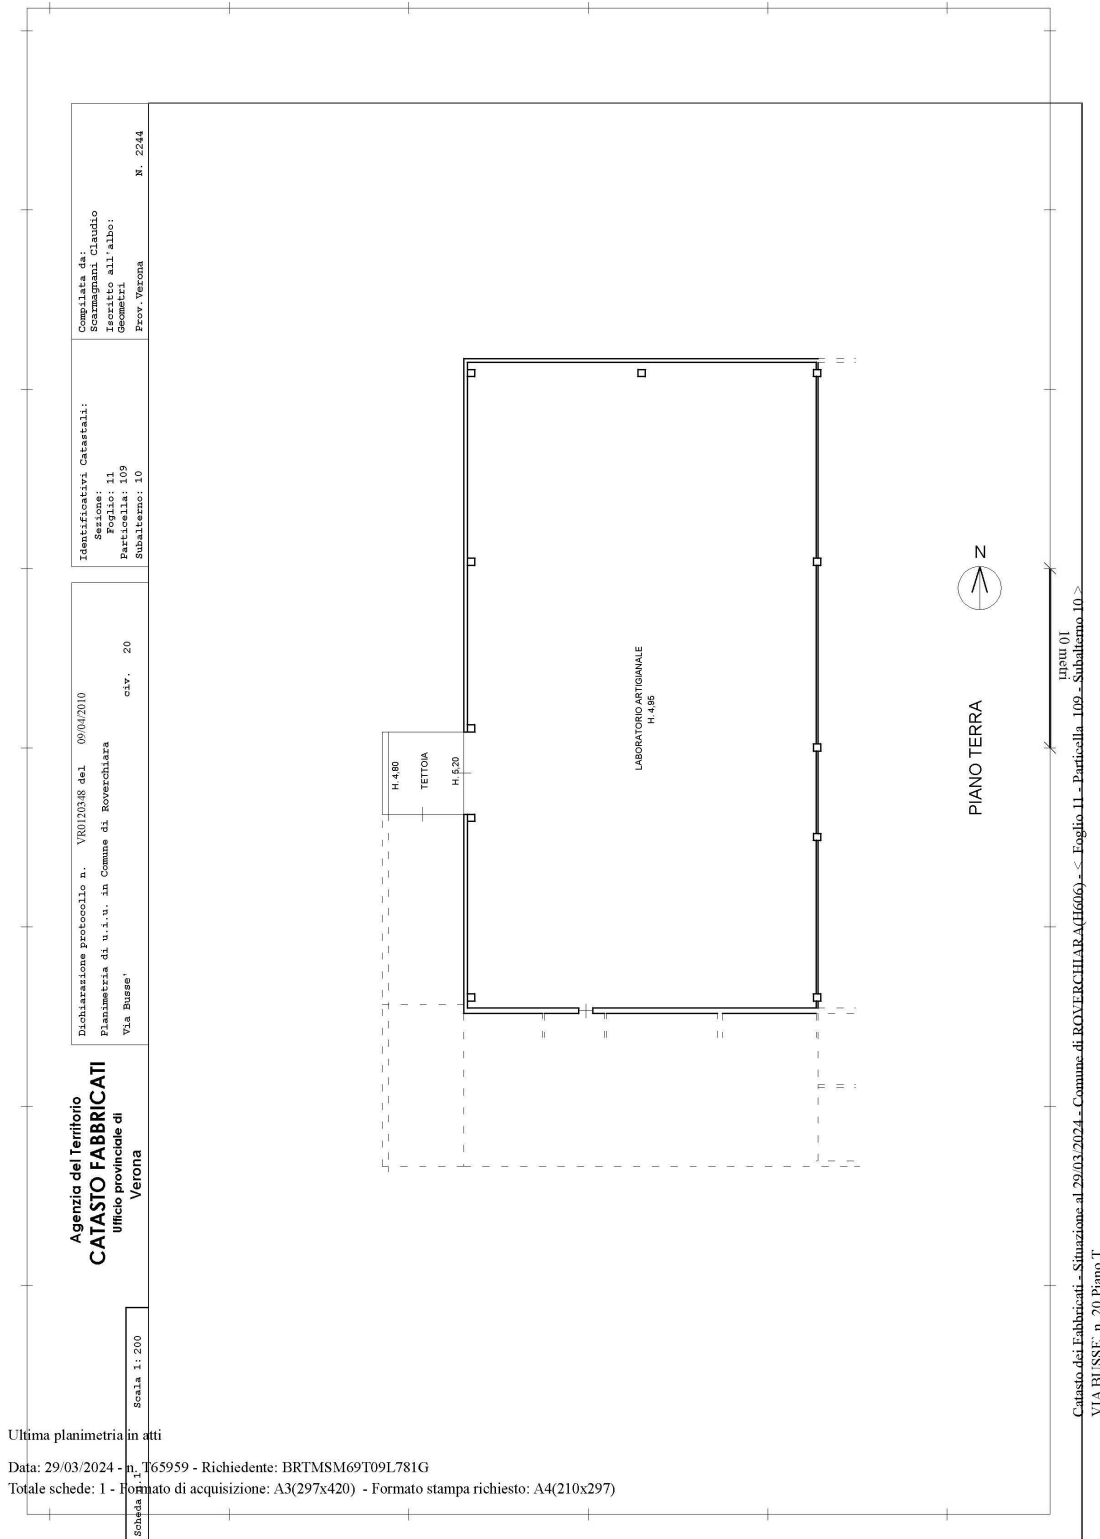 Agenzia del Territorio
CATASTO FABBRICATI
Ufficio provinciale di
Verona
Dichiarazione protocollo n. VR0120348 del 09/04/2010
Planimetria di u.i.u. in Comune di Roverchiara
Via Busse' civ. 20
Identificativi Catastali:
Sezione:
Foglio: 11
Particella: 109
Subalterno: 10
Compilata da:
Scarmagnani Claudio
Iscritto all'albo:
Geometri
Prov. Verona N. 2244
Scheda n. 1 Scala 1: 200
H. 4,80
TETTOIA
H. 5,20
LABORATORIO ARTIGIANALE
H. 4,95
N
PIANO TERRA
10 metri
Catasto dei Fabbricati - Situazione al 29/03/2024 - Comune di ROVERCHIARA(H606) - < Foglio 11 - Particella 109 - Subalterno 10 >
VIA BUSSE` n. 20 Piano T
Ultima planimetria in atti
Data: 29/03/2024 - n. T65959 - Richiedente: BRTMSM69T09L781G
Totale schede: 1 - Formato di acquisizione: A3(297x420) - Formato stampa richiesto: A4(210x297)